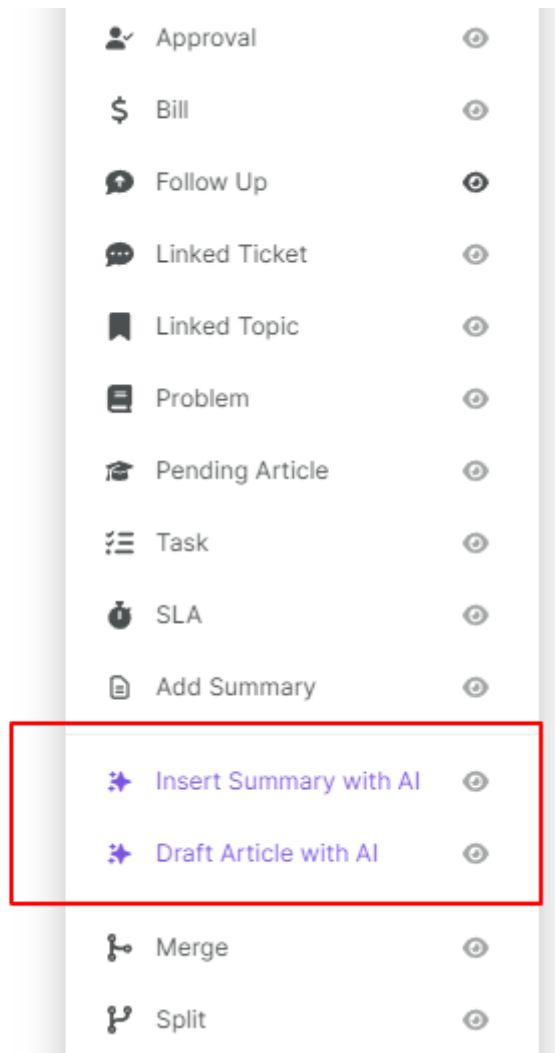 Approval
Bill
Follow Up
Linked Ticket
Linked Topic
Problem
Pending Article
Task
SLA
Add Summary
Insert Summary with AI
Draft Article with AI
Merge
Split